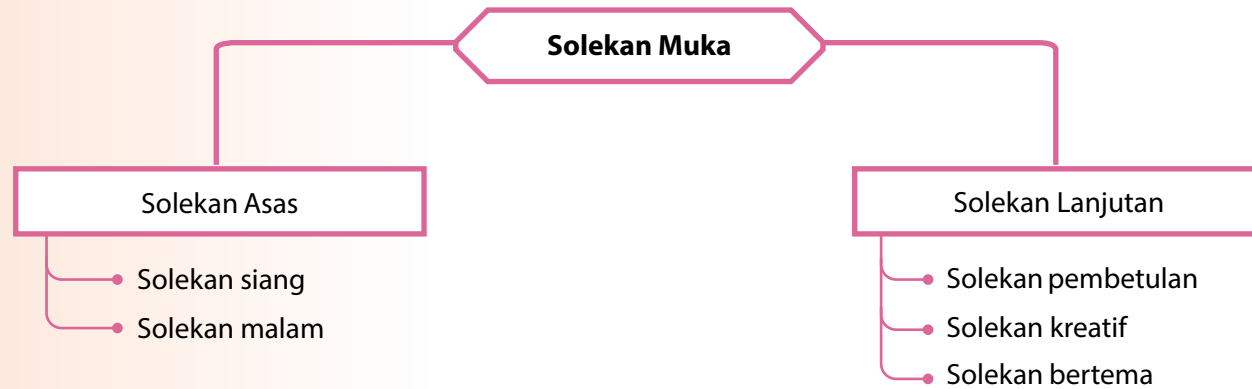 Solekan Muka
Solekan Asas
Solekan siang
Solekan malam
Solekan Lanjutan
Solekan pembetulan
Solekan kreatif
Solekan bertema